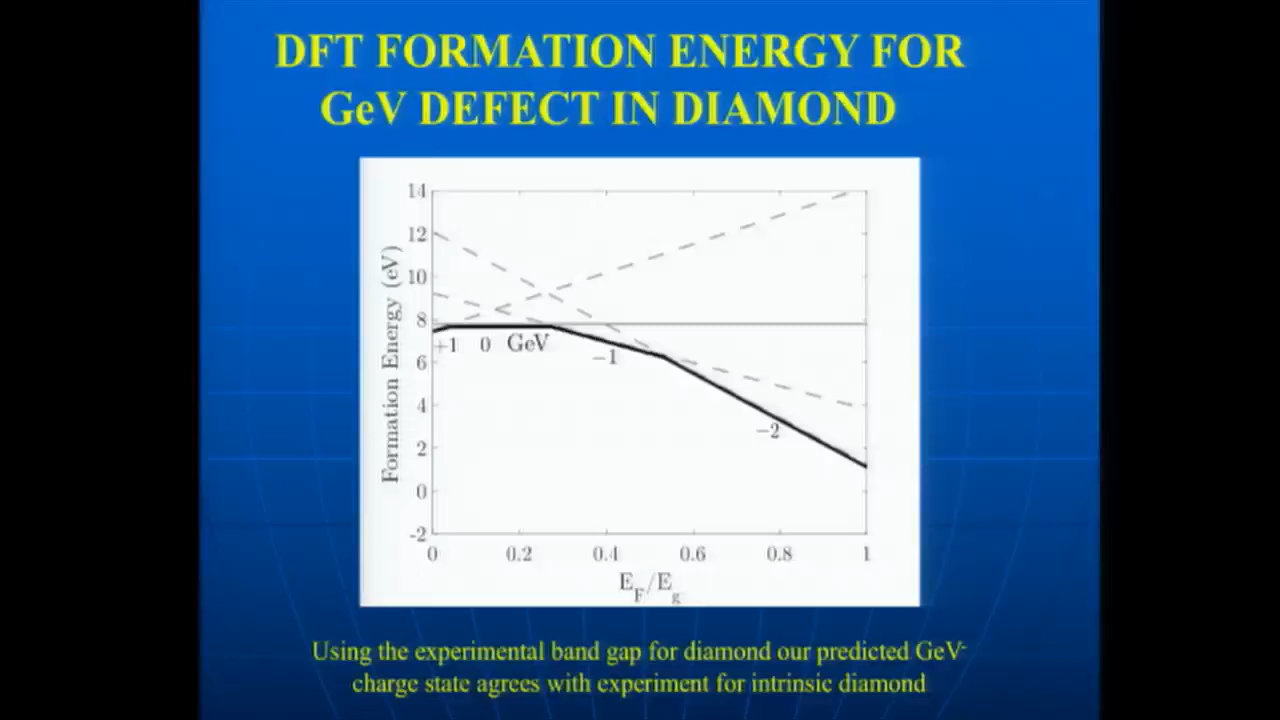 DFT FORMATION ENERGY FOR
GeV DEFECT IN DIAMOND
14
12
10
8
6
4
2
0
-2
Formation Energy (eV)
+1 0 GeV
−1
−2
0 0.2 0.4 0.6 0.8 1
E_F/E_g
Using the experimental band gap for diamond our predicted GeV⁻
charge state agrees with experiment for intrinsic diamond